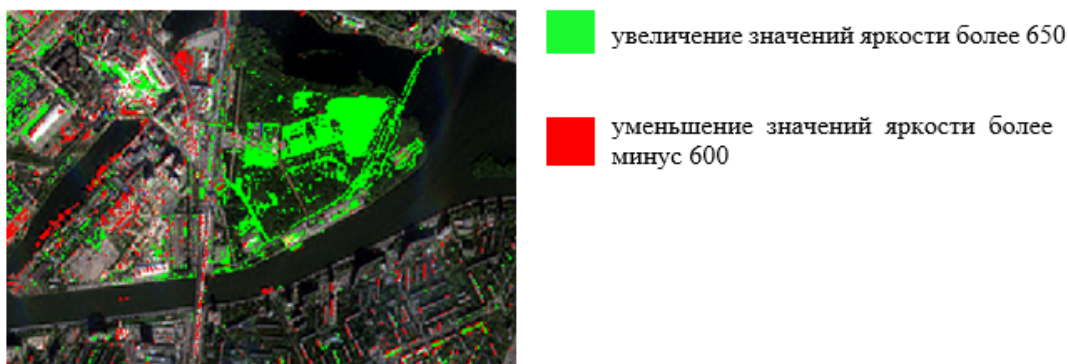 увеличение значений яркости более 650
уменьшение значений яркости более
минус 600